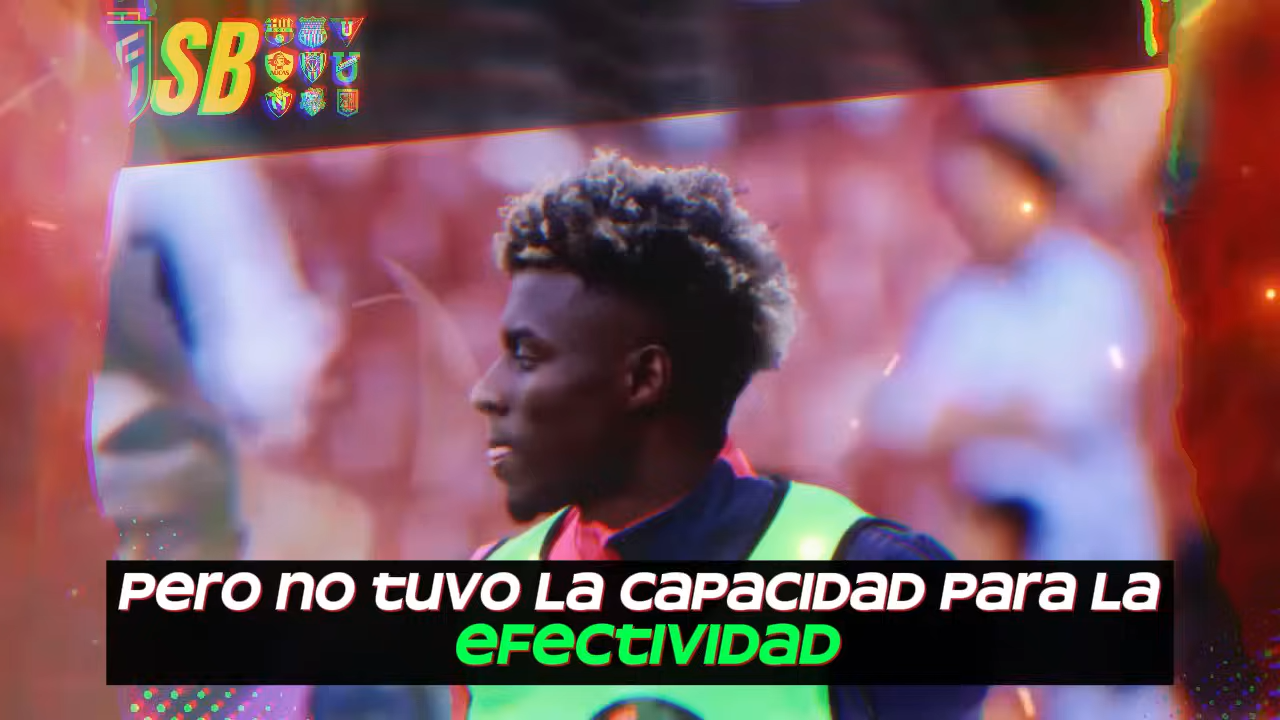 SB
Pero no tuvo la capacidad para la
efectividad